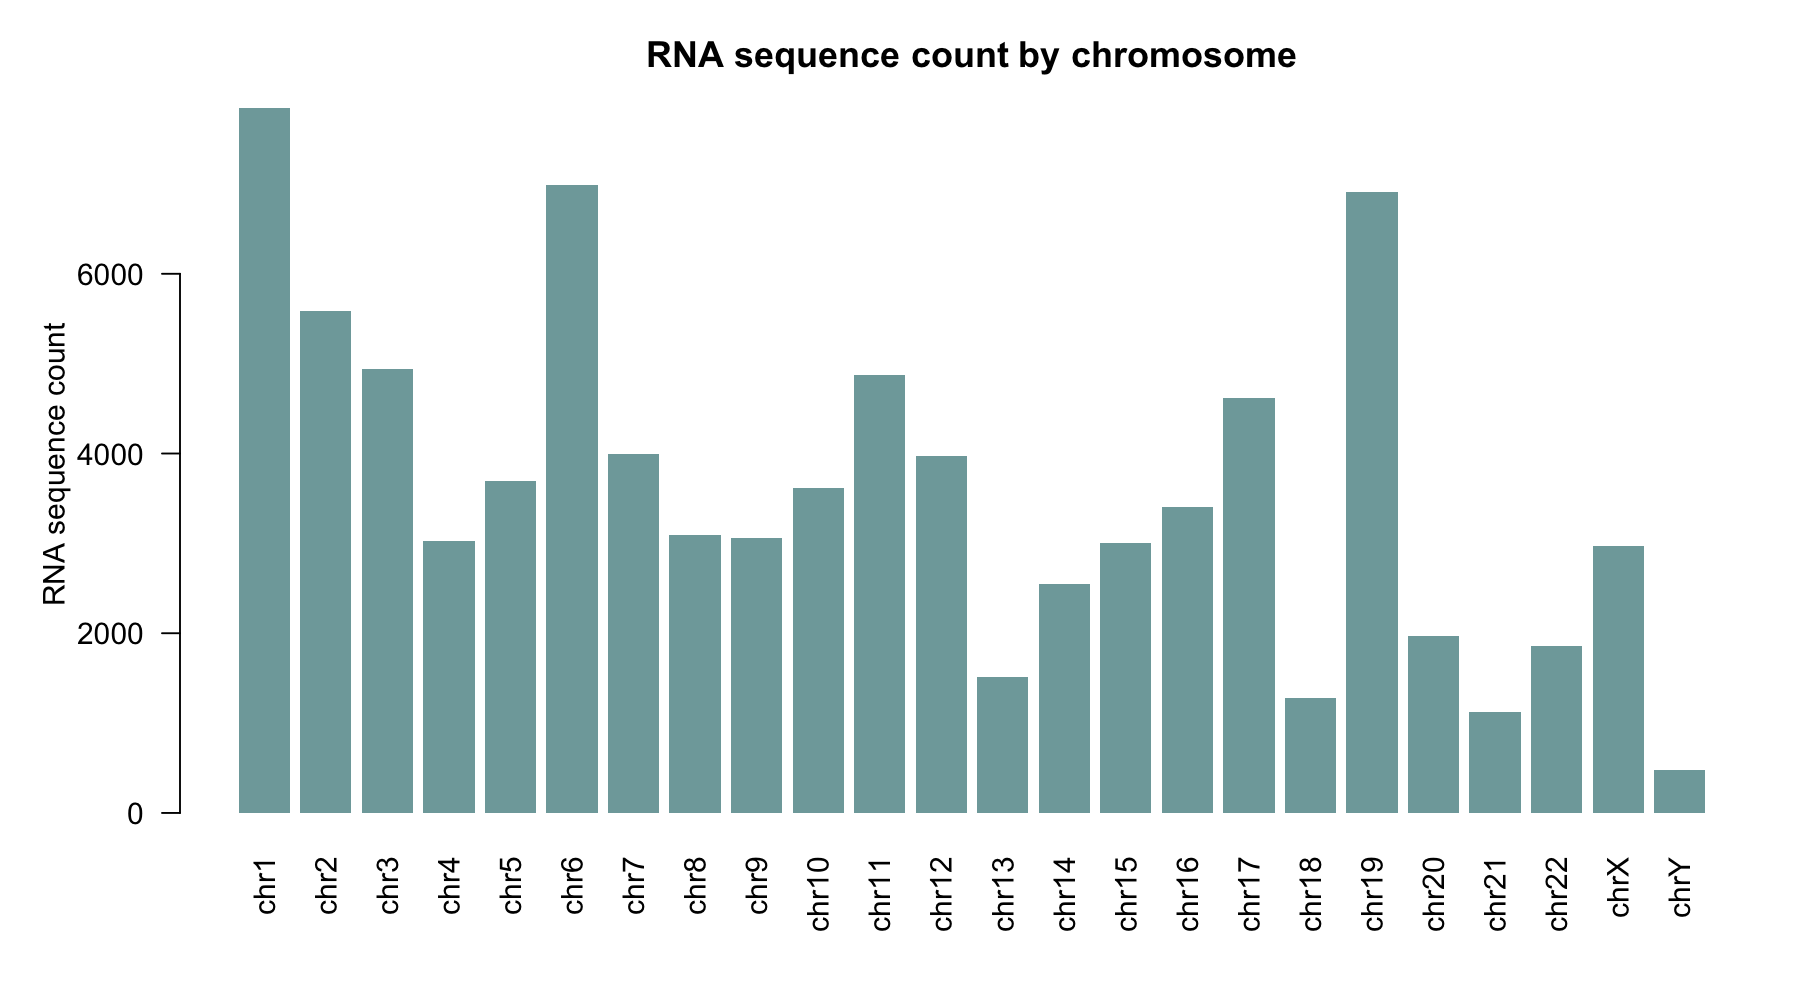 RNA sequence count by chromosome
RNA sequence count
6000
4000
2000
0
chr1
chr2
chr3
chr4
chr5
chr6
chr7
chr8
chr9
chr10
chr11
chr12
chr13
chr14
chr15
chr16
chr17
chr18
chr19
chr20
chr21
chr22
chrX
chrY